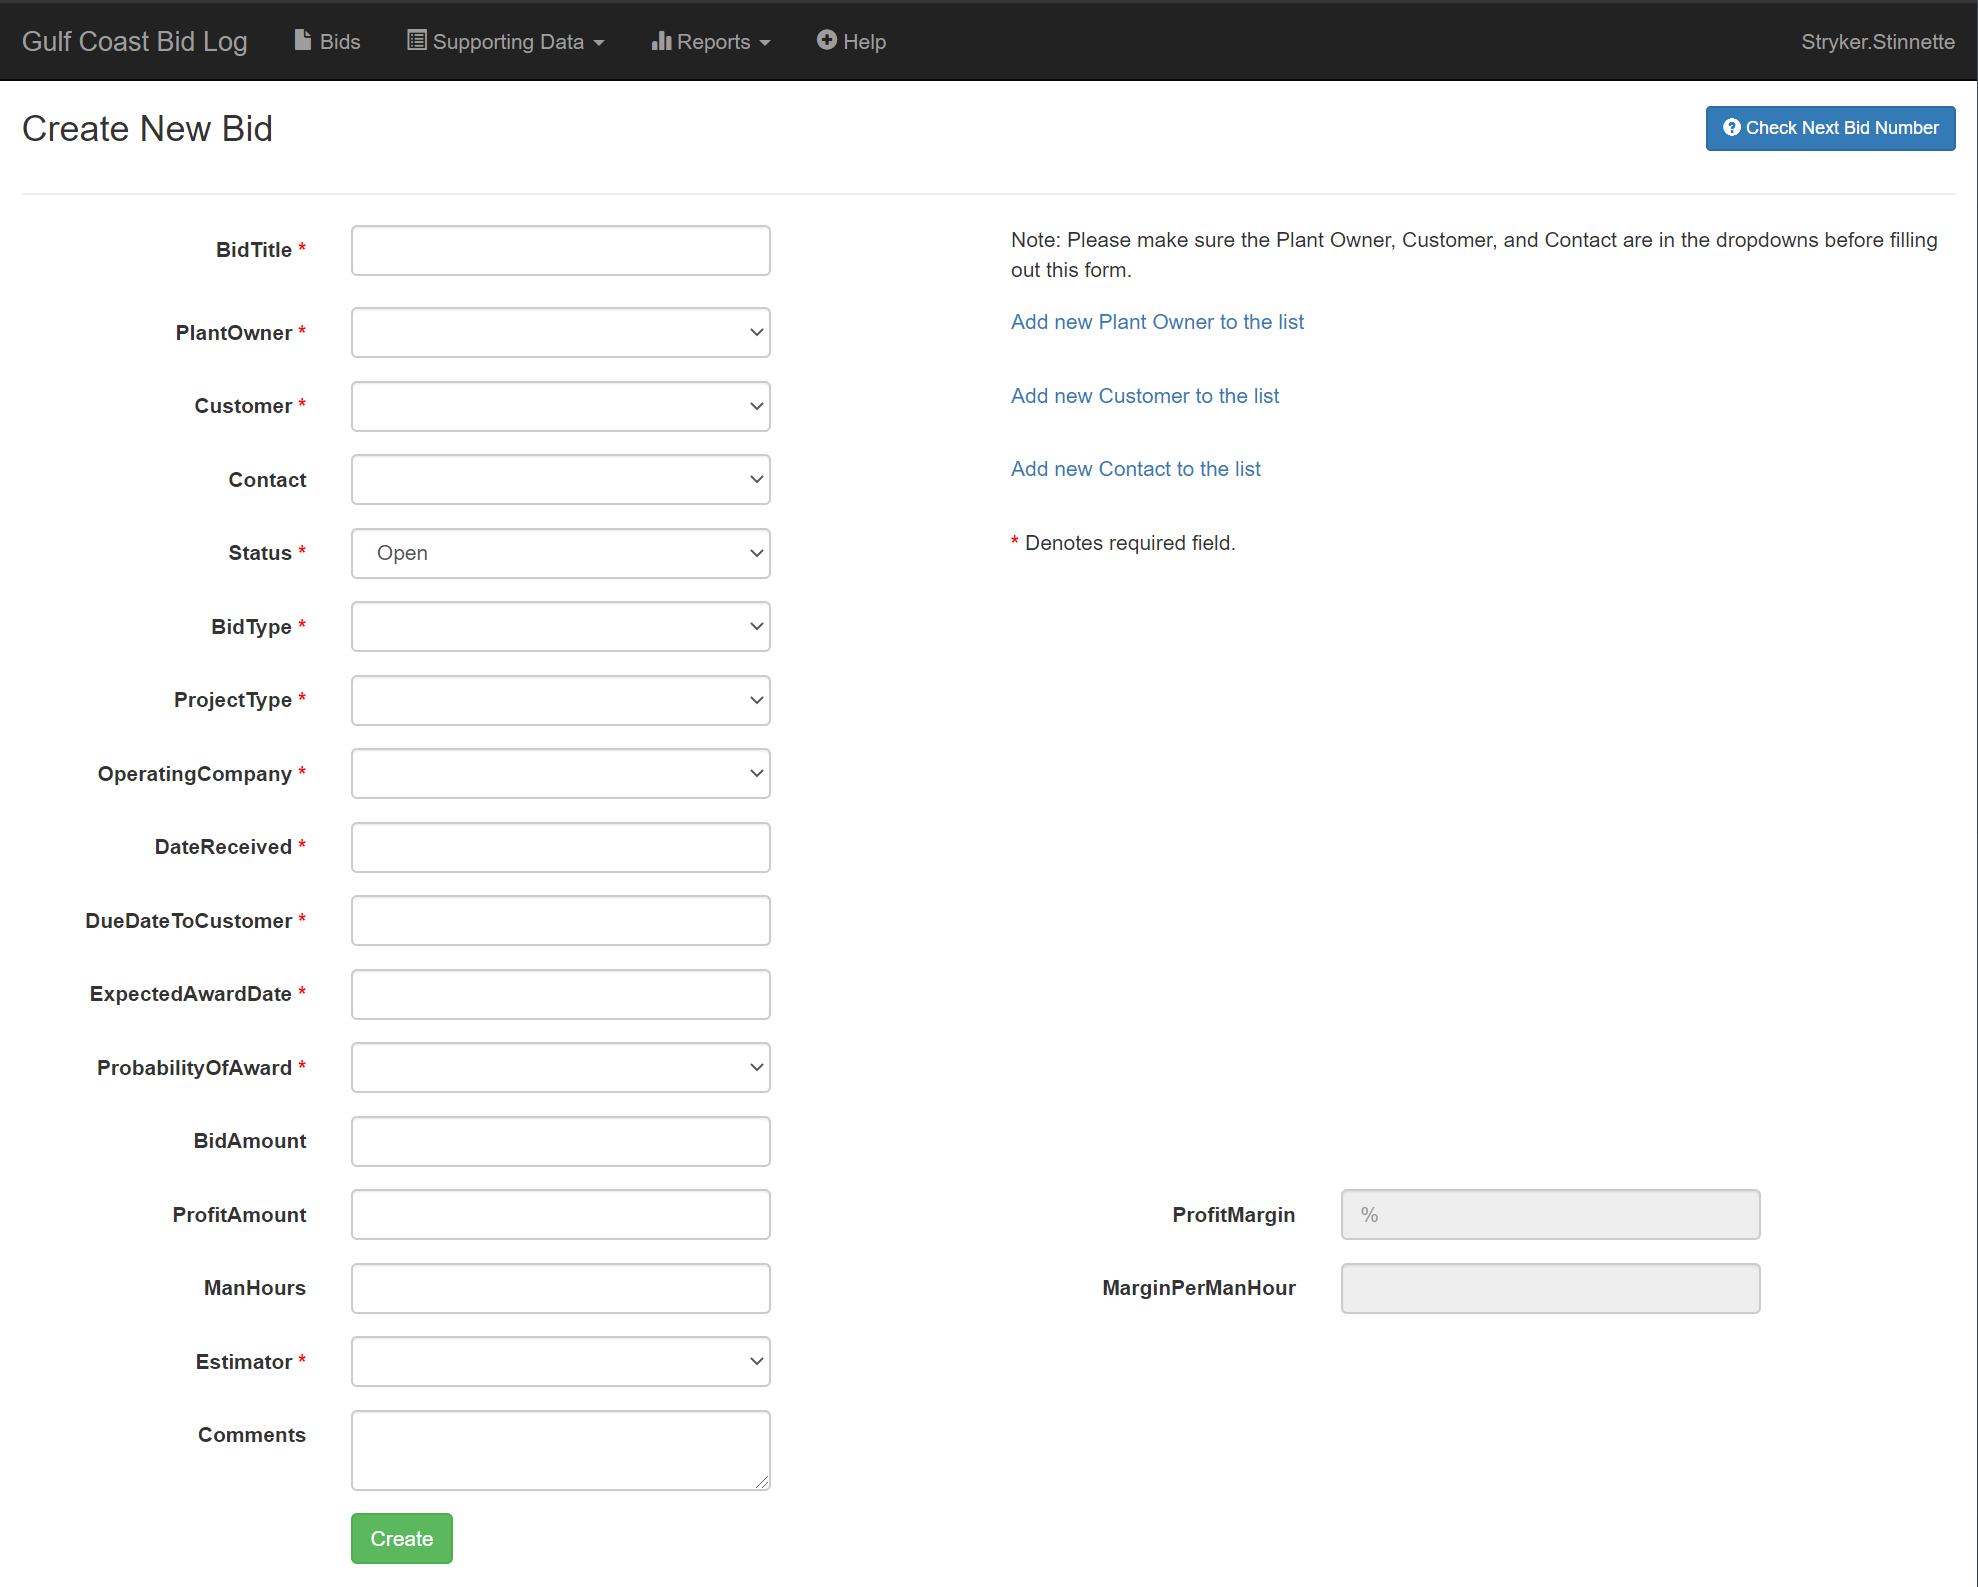 Gulf Coast Bid Log Bids Supporting Data Reports Help Stryker.Stinnette
Create New Bid Check Next Bid Number
BidTitle * Note: Please make sure the Plant Owner, Customer, and Contact are in the dropdowns before filling
out this form.
PlantOwner * Add new Plant Owner to the list
Customer * Add new Customer to the list
Contact Add new Contact to the list
Status * Open * Denotes required field.
BidType *
ProjectType *
OperatingCompany *
DateReceived *
DueDateToCustomer *
ExpectedAwardDate *
ProbabilityOfAward *
BidAmount
ProfitAmount ProfitMargin %
ManHours MarginPerManHour
Estimator *
Comments
Create